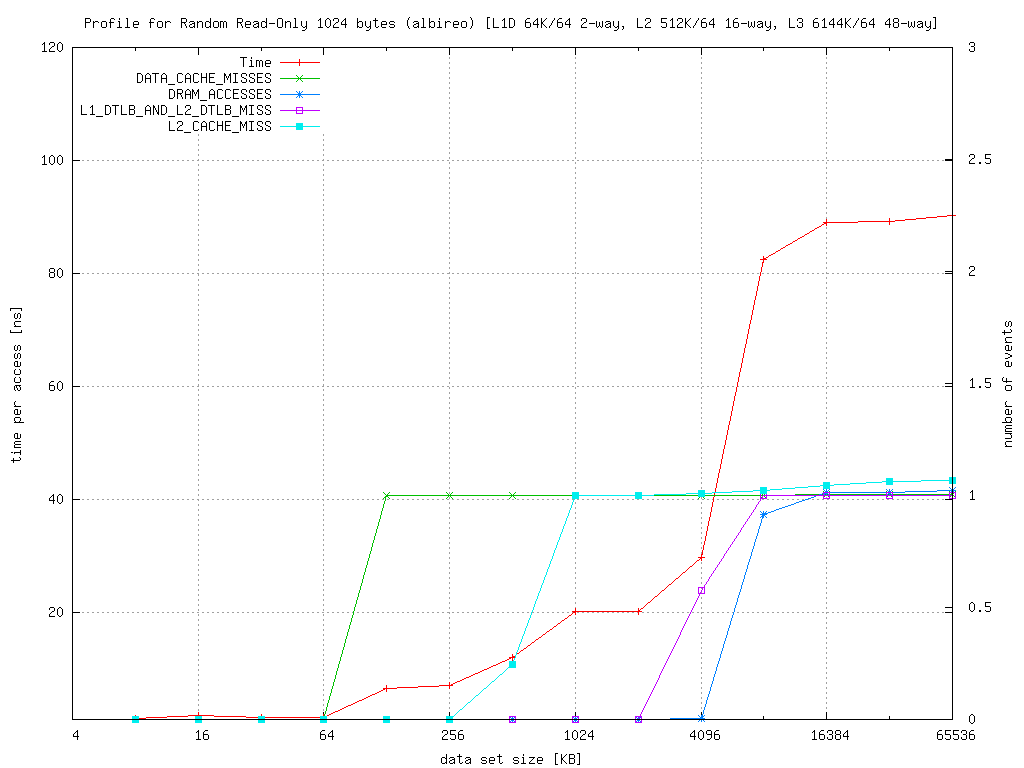 Profile for Random Read-Only 1024 bytes (albireo) [L1D 64K/64 2-way, L2 512K/64 16-way, L3 6144K/64 48-way]
Time
DATA_CACHE_MISSES
DRAM_ACCESSES
L1_DTLB_AND_L2_DTLB_MISS
L2_CACHE_MISS
120
100
80
60
40
20
time per access [ns]
3
2.5
2
1.5
1
0.5
0
number of events
4 16 64 256 1024 4096 16384 65536
data set size [KB]